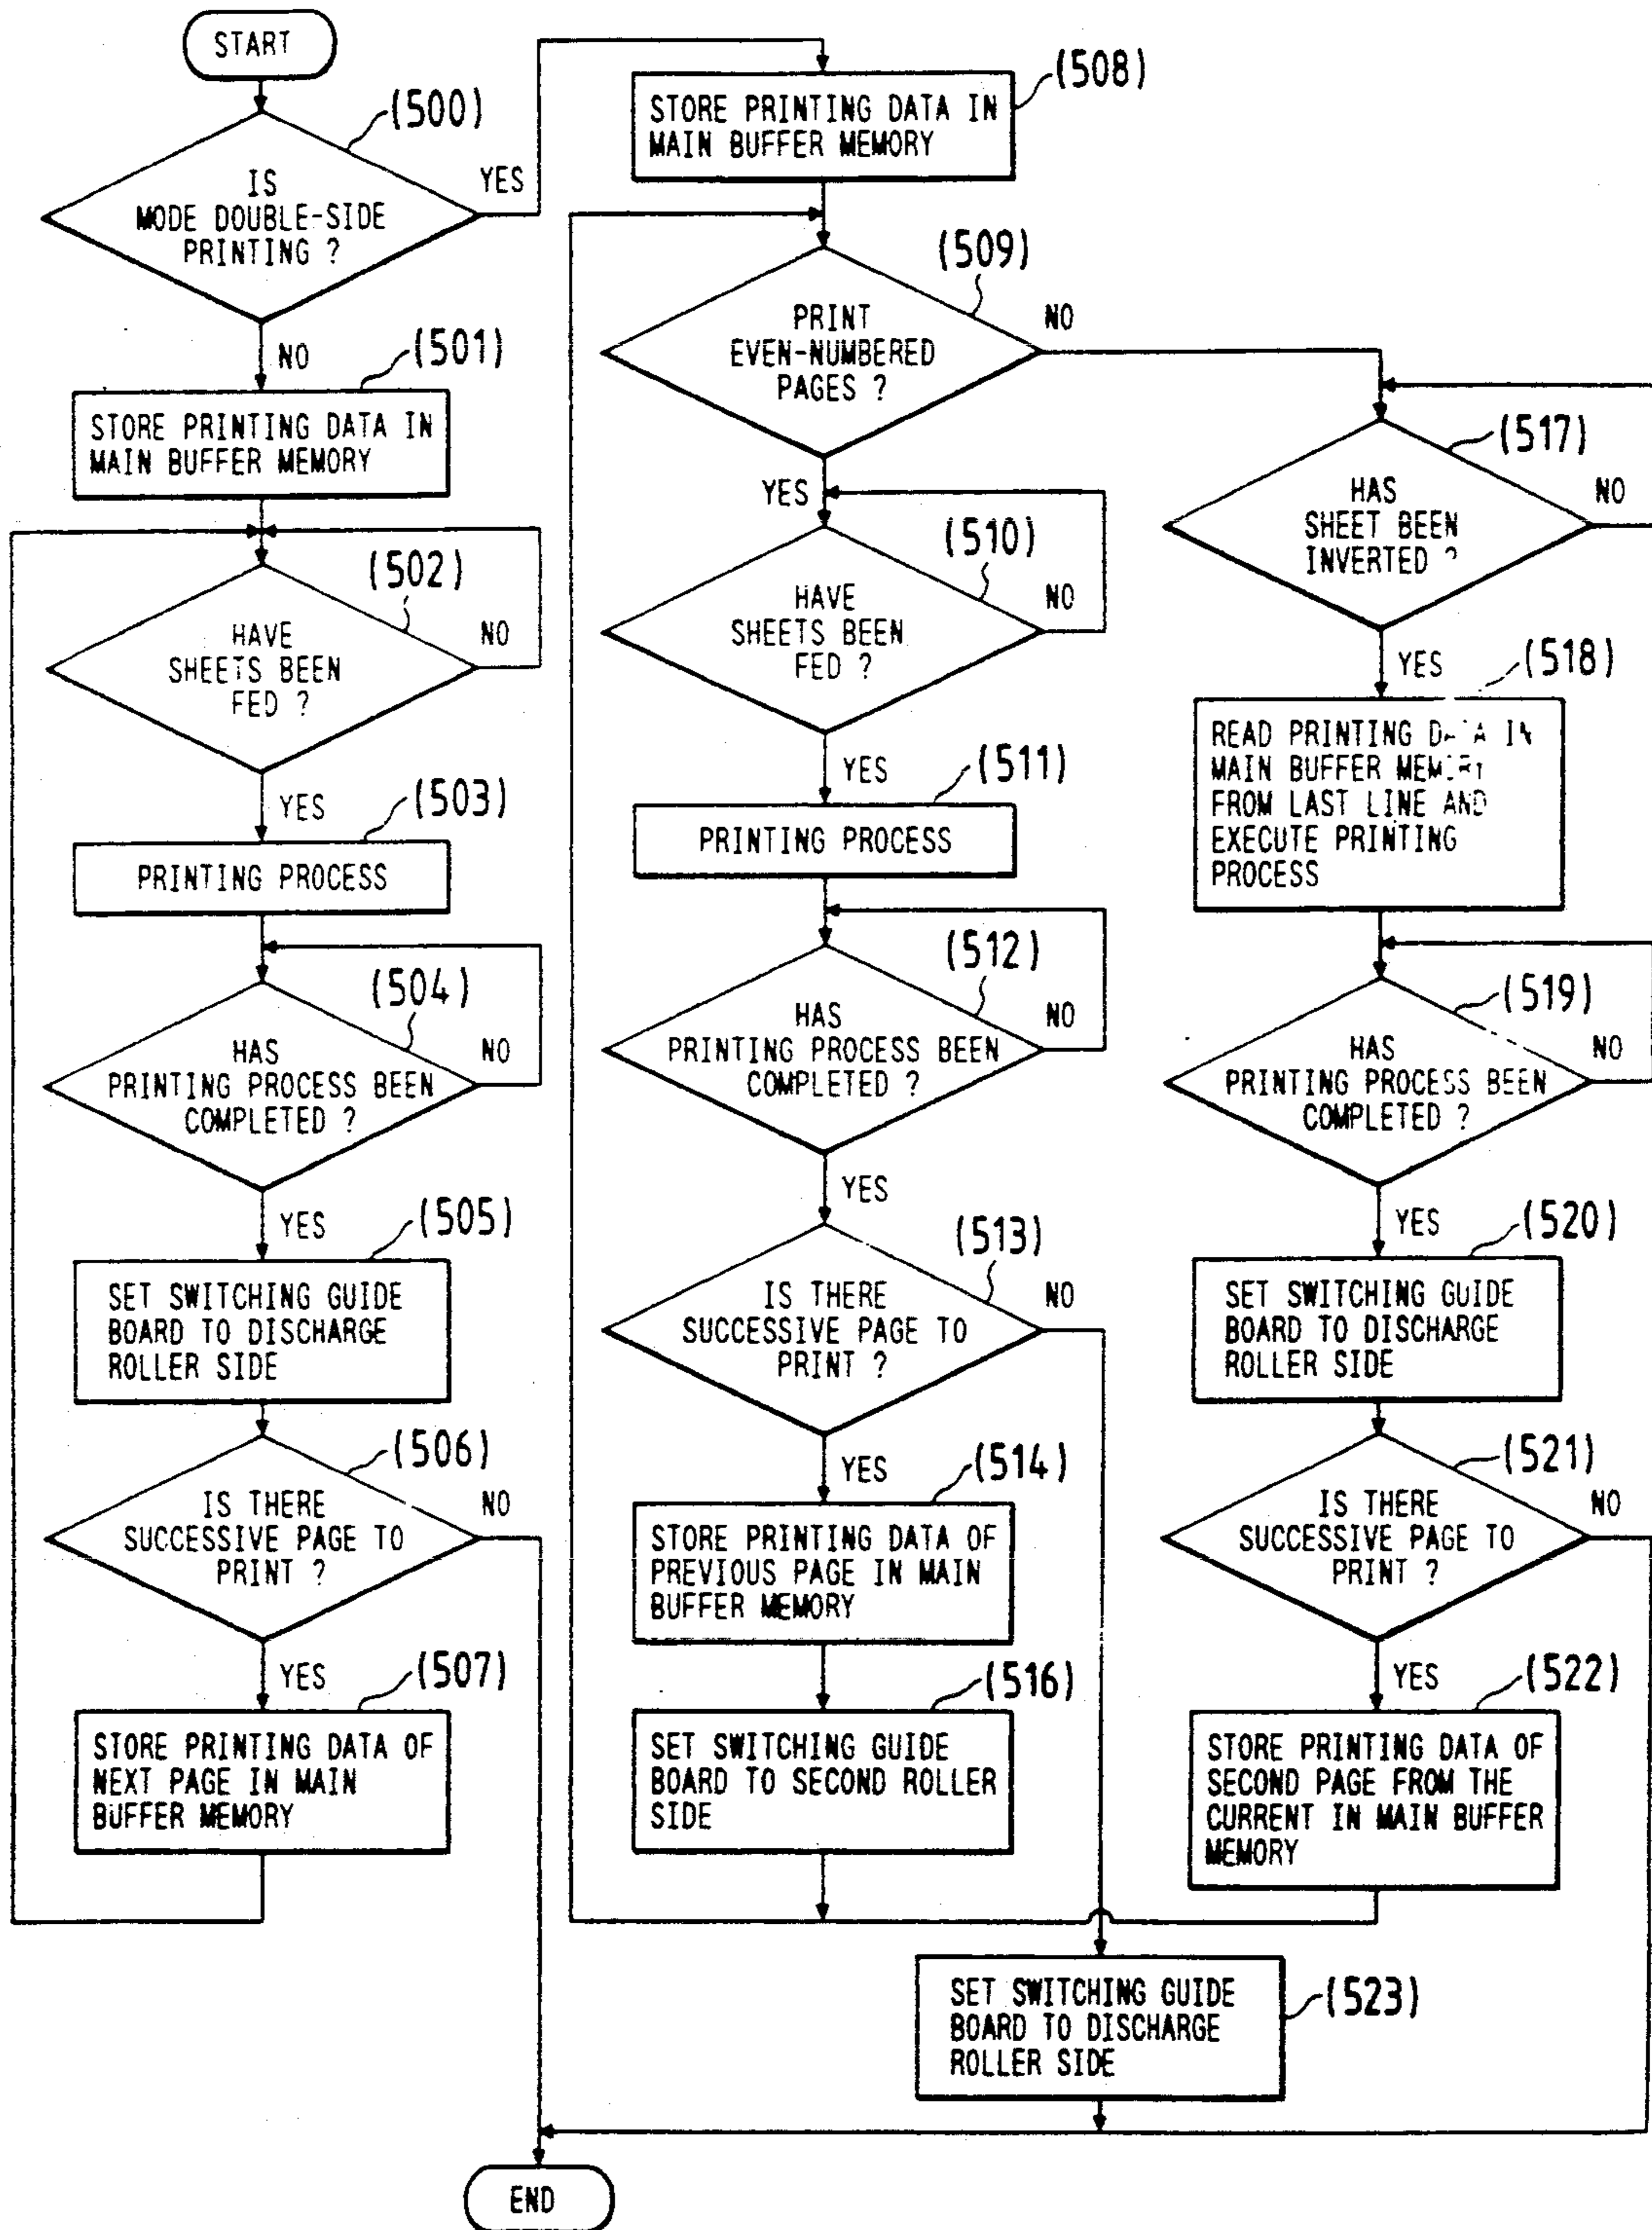 START
(500)
IS
MODE DOUBLE-SIDE
PRINTING ?
YES
NO
(501)
STORE PRINTING DATA IN
MAIN BUFFER MEMORY
(502)
HAVE
SHEETS BEEN
FED ?
NO
YES
(503)
PRINTING PROCESS
(504)
HAS
PRINTING PROCESS BEEN
COMPLETED ?
NO
YES
(505)
SET SWITCHING GUIDE
BOARD TO DISCHARGE
ROLLER SIDE
(506)
IS THERE
SUCCESSIVE PAGE TO
PRINT ?
NO
YES
(507)
STORE PRINTING DATA OF
NEXT PAGE IN MAIN
BUFFER MEMORY
(508)
STORE PRINTING DATA IN
MAIN BUFFER MEMORY
(509)
PRINT
EVEN-NUMBERED
PAGES ?
NO
YES
(510)
HAVE
SHEETS BEEN
FED ?
NO
YES
(511)
PRINTING PROCESS
(512)
HAS
PRINTING PROCESS BEEN
COMPLETED ?
NO
YES
(513)
IS THERE
SUCCESSIVE PAGE TO
PRINT ?
NO
YES
(514)
STORE PRINTING DATA OF
PREVIOUS PAGE IN MAIN
BUFFER MEMORY
(516)
SET SWITCHING GUIDE
BOARD TO SECOND ROLLER
SIDE
(517)
HAS
SHEET BEEN
INVERTED ?
NO
YES
(518)
READ PRINTING DATA IN
MAIN BUFFER MEMORY
FROM LAST LINE AND
EXECUTE PRINTING
PROCESS
(519)
HAS
PRINTING PROCESS BEEN
COMPLETED ?
NO
YES
(520)
SET SWITCHING GUIDE
BOARD TO DISCHARGE
ROLLER SIDE
(521)
IS THERE
SUCCESSIVE PAGE TO
PRINT ?
NO
YES
(522)
STORE PRINTING DATA OF
SECOND PAGE FROM THE
CURRENT IN MAIN BUFFER
MEMORY
(523)
SET SWITCHING GUIDE
BOARD TO DISCHARGE
ROLLER SIDE
END